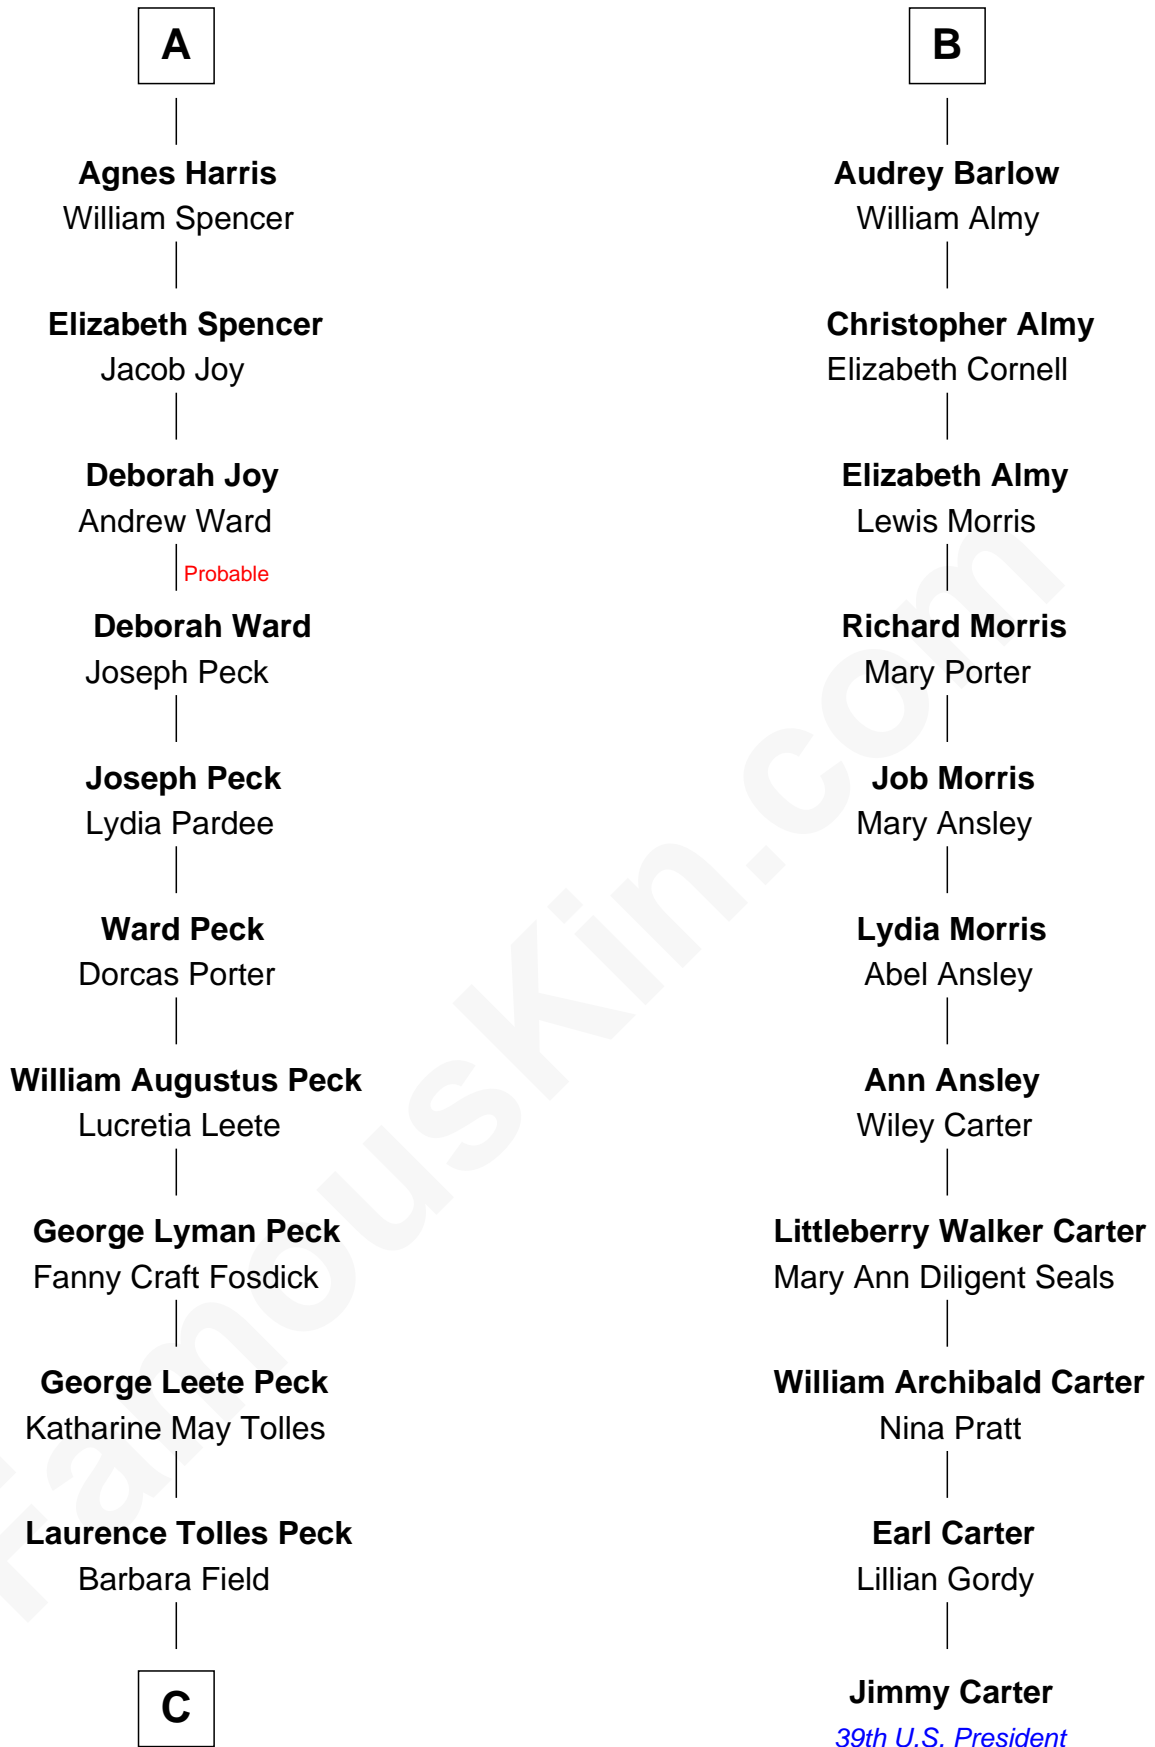 A
Agnes Harris
William Spencer
Elizabeth Spencer
Jacob Joy
Deborah Joy
Andrew Ward
Probable
Deborah Ward
Joseph Peck
Joseph Peck
Lydia Pardee
Ward Peck
Dorcas Porter
William Augustus Peck
Lucretia Leete
George Lyman Peck
Fanny Craft Fosdick
George Leete Peck
Katharine May Tolles
Laurence Tolles Peck
Barbara Field
C
B
Audrey Barlow
William Almy
Christopher Almy
Elizabeth Cornell
Elizabeth Almy
Lewis Morris
Richard Morris
Mary Porter
Job Morris
Mary Ansley
Lydia Morris
Abel Ansley
Ann Ansley
Wiley Carter
Littleberry Walker Carter
Mary Ann Diligent Seals
William Archibald Carter
Nina Pratt
Earl Carter
Lillian Gordy
Jimmy Carter
39th U.S. President
FamousKin.com